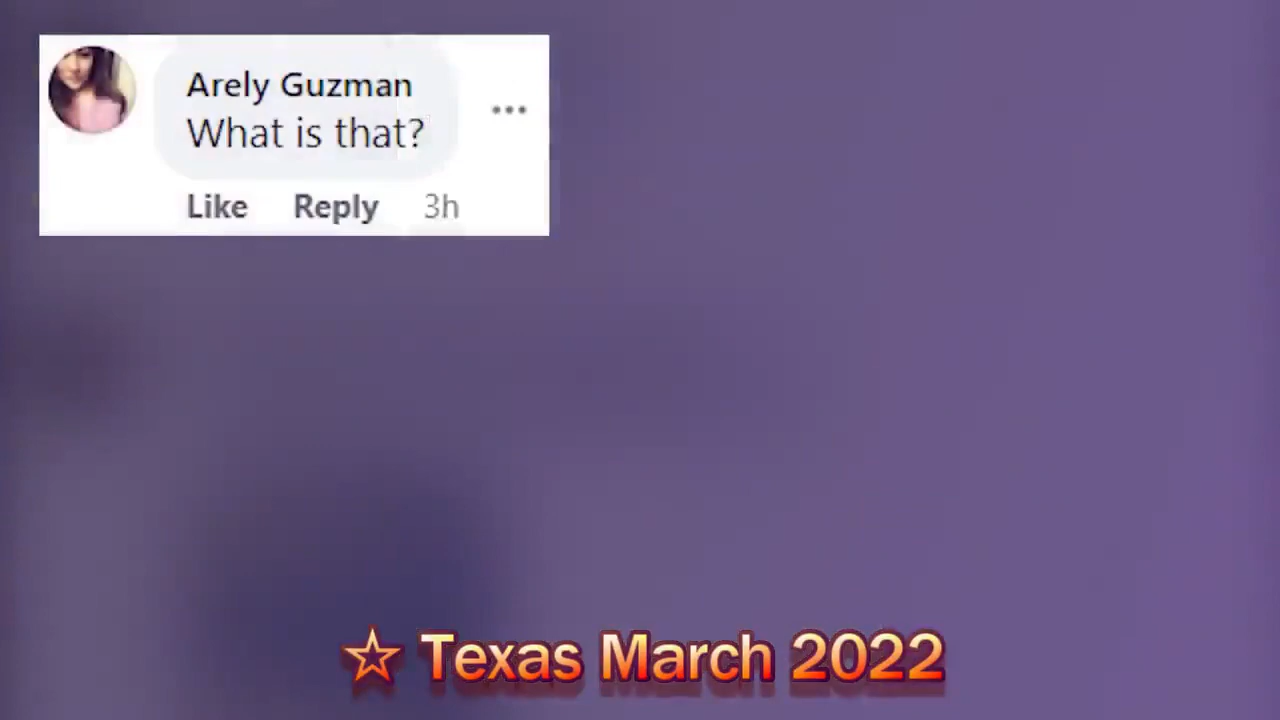 Arely Guzman
What is that?
Like Reply 3h
☆ Texas March 2022